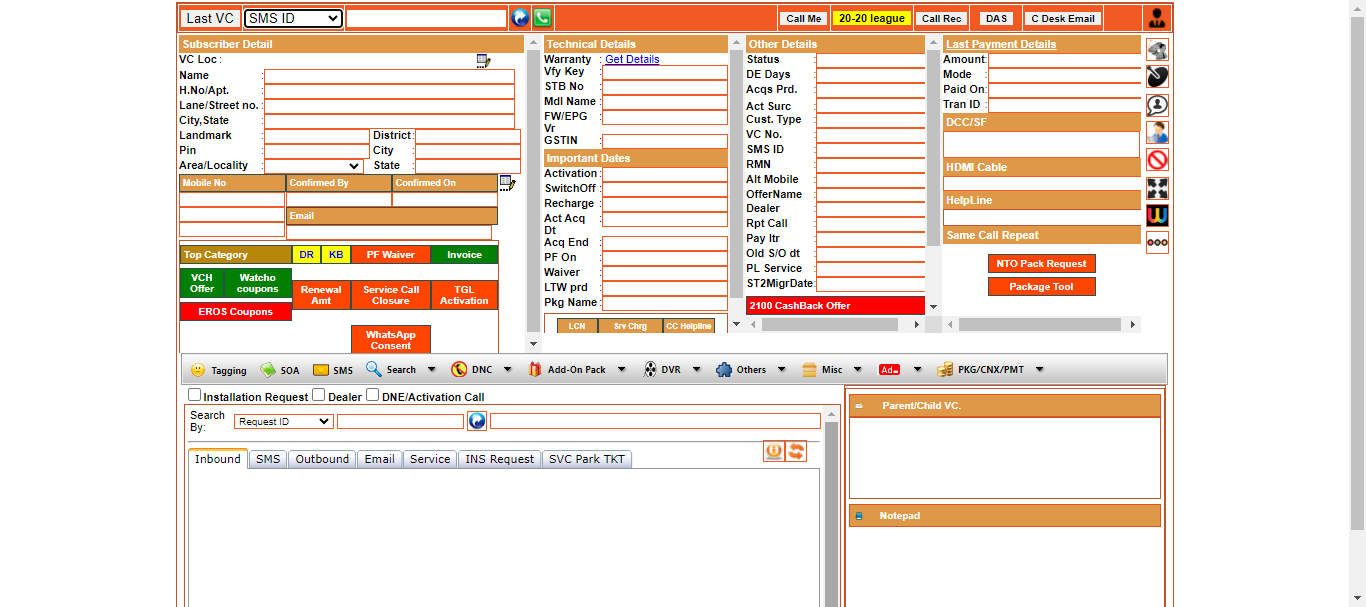 Last VC SMS ID Call Me 20-20 league Call Rec DAS C Desk Email
Subscriber Detail
VC Loc :
Name :
H.No/Apt. :
Lane/Street no. :
City,State :
Landmark : District :
Pin : City :
Area/Locality : State :
Mobile No Confirmed By Confirmed On
Email
Top Category DR KB PF Waiver Invoice
VCH Offer Watcho coupons Renewal Amt Service Call Closure TGL Activation
EROS Coupons
WhatsApp Consent
Technical Details
Warranty : Get Details
Vfy Key :
STB No :
Mdl Name :
FW/EPG Vr :
GSTIN :
Important Dates
Activation :
SwitchOff :
Recharge :
Act Acq Dt :
Acq End :
PF On :
Waiver :
LTW prd :
Pkg Name :
LCN Srv Chrg CC Helpline
Other Details
Status :
DE Days :
Acqs Prd. :
Act Surc :
Cust. Type :
VC No. :
SMS ID :
RMN :
Alt Mobile :
OfferName :
Dealer :
Rpt Call :
Pay Itr :
Old S/O dt :
PL Service :
ST2MigrDate:
2100 CashBack Offer
Last Payment Details
Amount:
Mode :
Paid On:
Tran ID :
DCC/SF
HDMI Cable
HelpLine
Same Call Repeat
NTO Pack Request
Package Tool
Tagging SOA SMS Search DNC Add-On Pack DVR Others Misc Ad PKG/CNX/PMT
Installation Request Dealer DNE/Activation Call
Search By: Request ID
Inbound SMS Outbound Email Service INS Request SVC Park TKT
Parent/Child VC.
Notepad